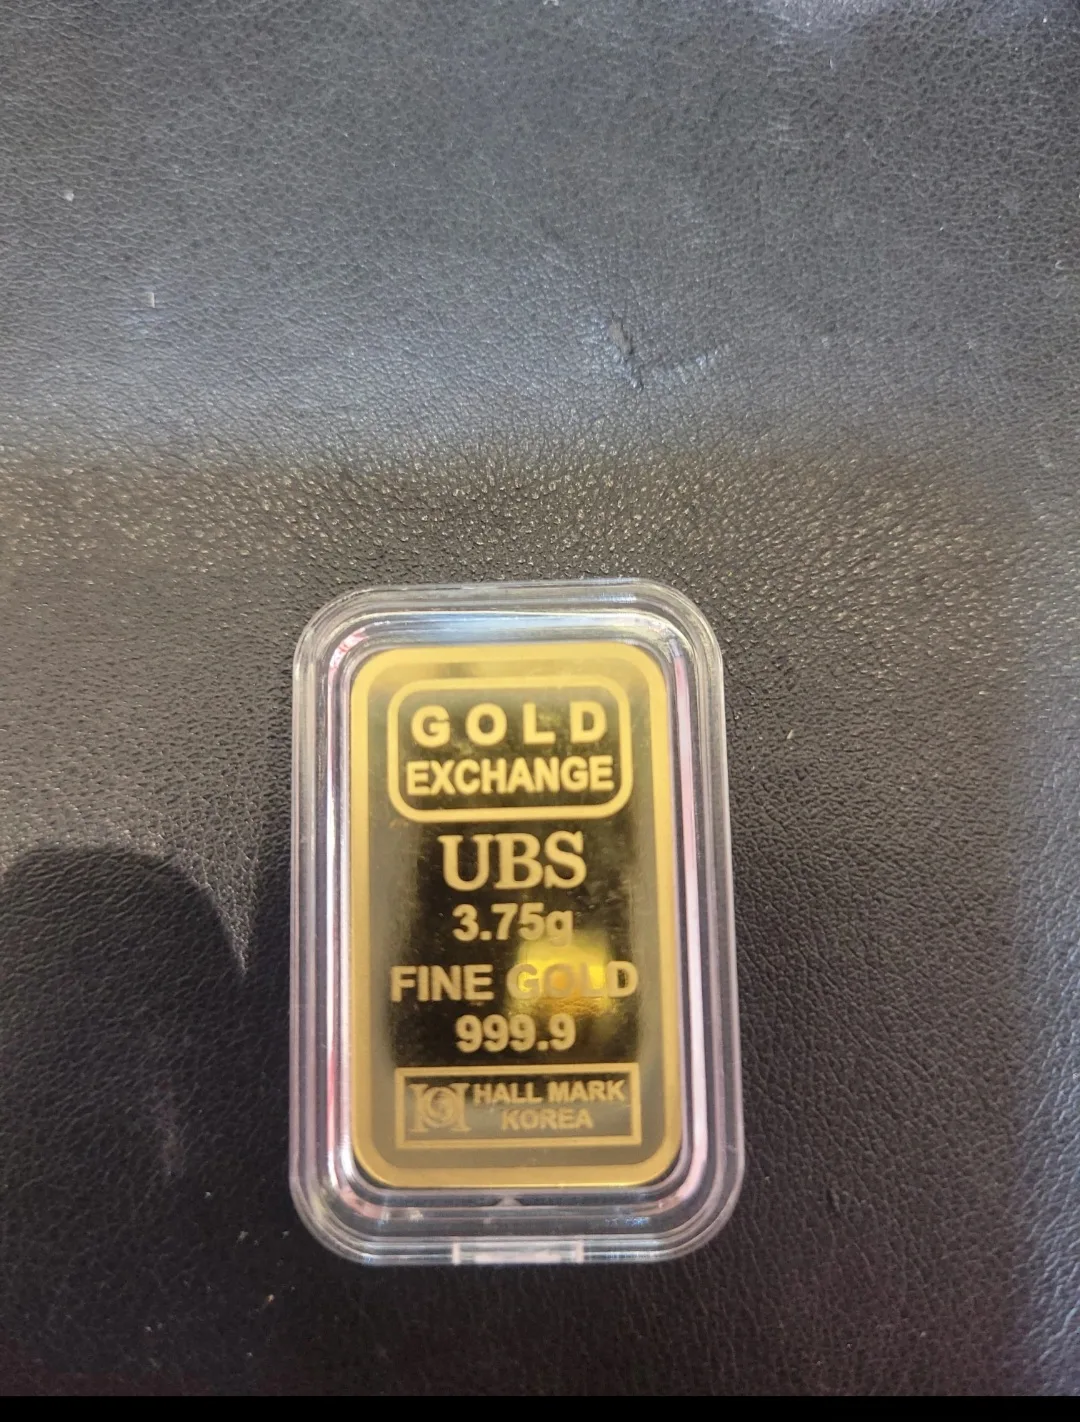 GOLD
EXCHANGE
UBS
3.75g
FINE GOLD
999.9
HALL MARK
KOREA